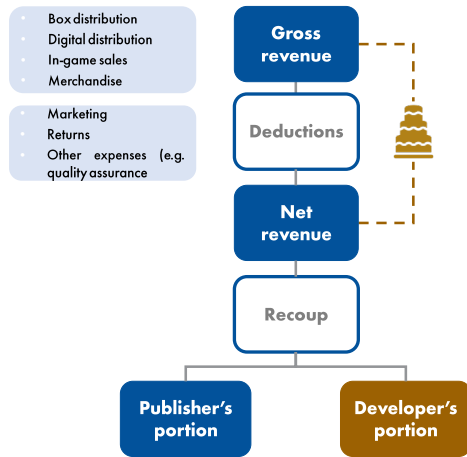 Box distribution
Digital distribution
In-game sales
Merchandise
Marketing
Returns
Other expenses (e.g.
quality assurance
Gross
revenue
Deductions
Net
revenue
Recoup
Publisher's
portion
Developer's
portion